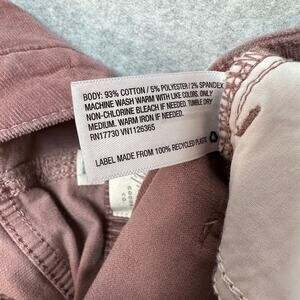 BODY: 93% COTTON / 5% POLYESTER / 2% SPANDEX
MACHINE WASH WARM WITH LIKE COLORS. ONLY
NON-CHLORINE BLEACH IF NEEDED. TUMBLE DRY
MEDIUM. WARM IRON IF NEEDED.
RN17730 VN1126365
LABEL MADE FROM 100% RECYCLED PLASTIC